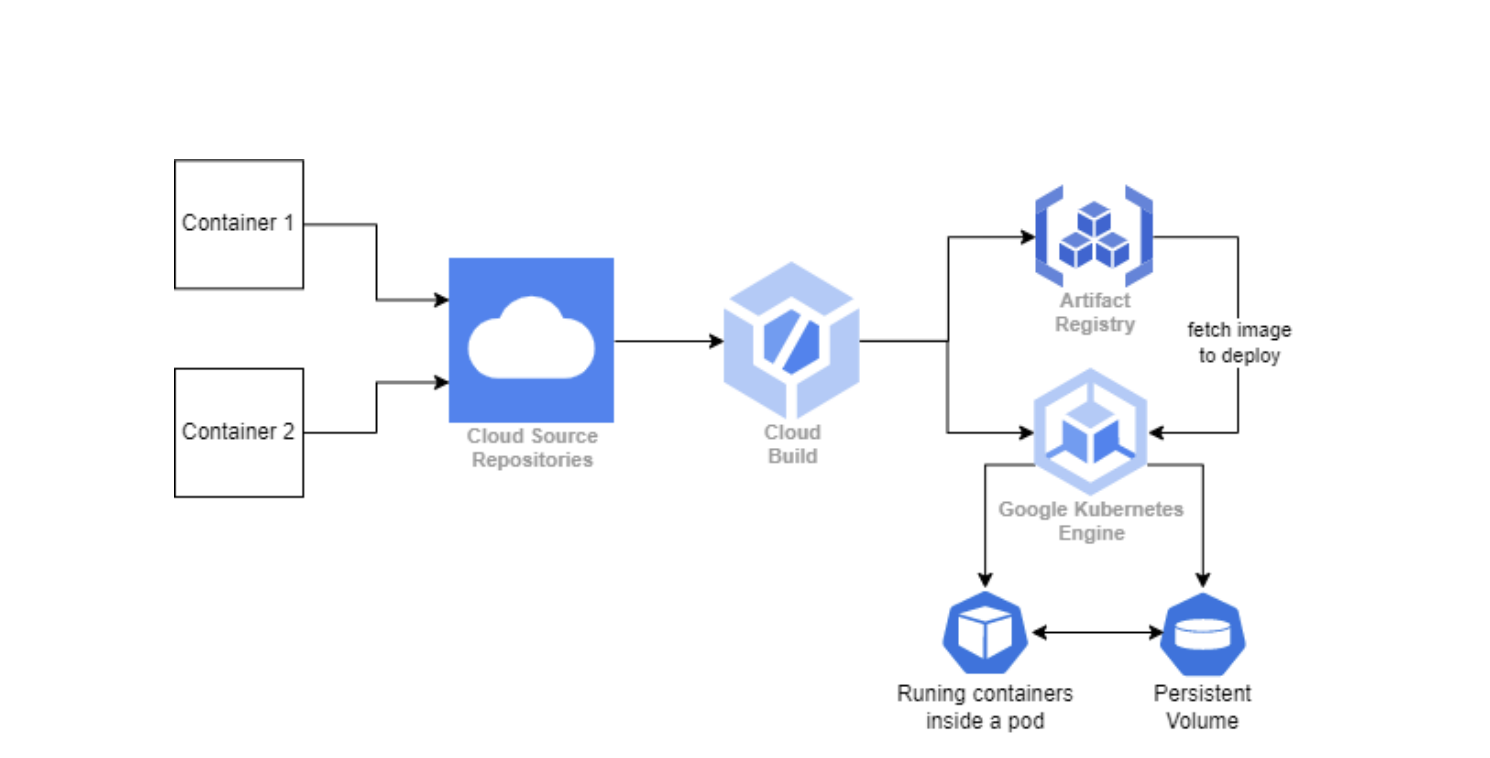 Container 1
Container 2
Cloud Source
Repositories
Cloud
Build
Artifact
Registry
fetch image
to deploy
Google Kubernetes
Engine
Runing containers
inside a pod
Persistent
Volume